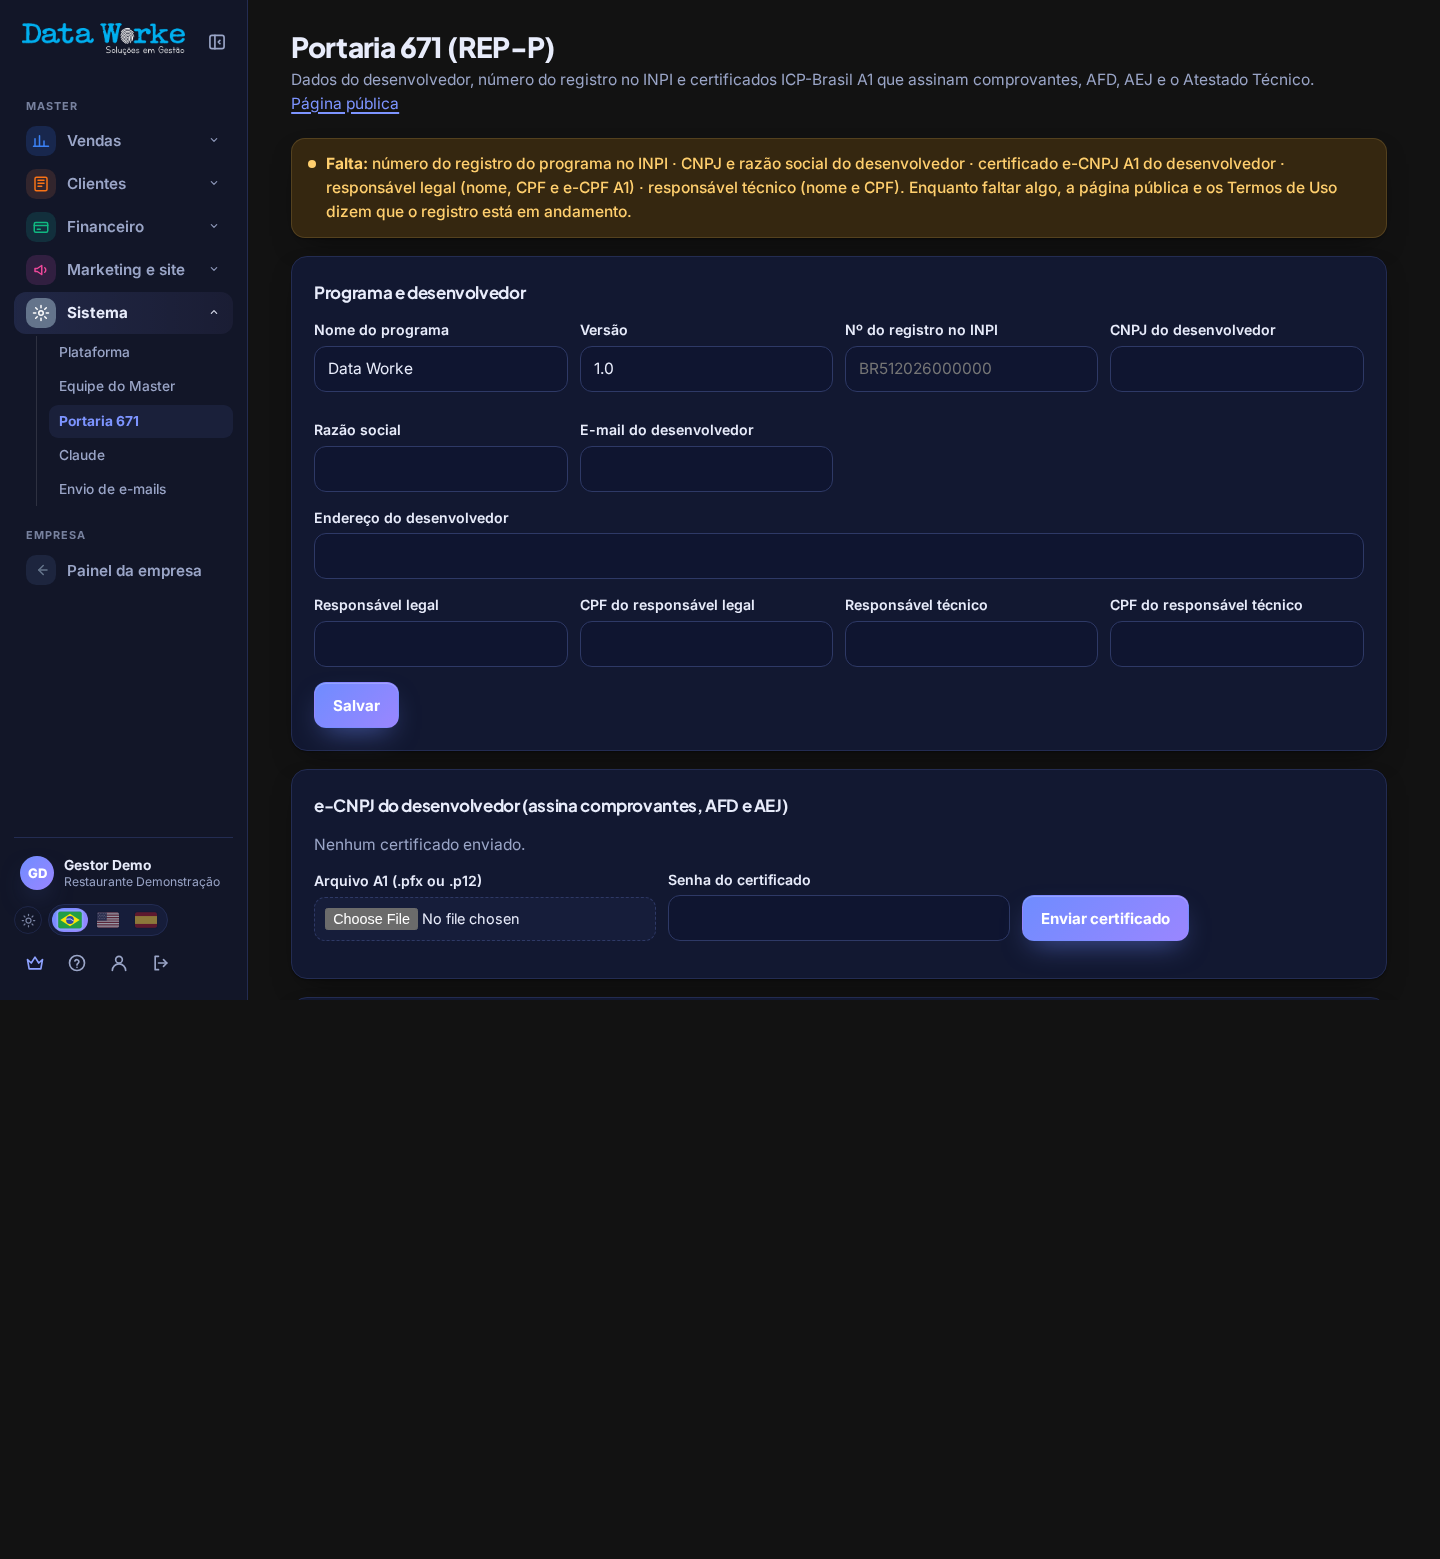 Data Worke
Soluções em Gestão
MASTER
Vendas
Clientes
Financeiro
Marketing e site
Sistema
Plataforma
Equipe do Master
Portaria 671
Claude
Envio de e-mails
EMPRESA
Painel da empresa
GD
Gestor Demo
Restaurante Demonstração
Portaria 671 (REP-P)
Dados do desenvolvedor, número do registro no INPI e certificados ICP-Brasil A1 que assinam comprovantes, AFD, AEJ e o Atestado Técnico.
Página pública
Falta: número do registro do programa no INPI · CNPJ e razão social do desenvolvedor · certificado e-CNPJ A1 do desenvolvedor ·
responsável legal (nome, CPF e e-CPF A1) · responsável técnico (nome e CPF). Enquanto faltar algo, a página pública e os Termos de Uso
dizem que o registro está em andamento.
Programa e desenvolvedor
Nome do programa
Versão
Nº do registro no INPI
CNPJ do desenvolvedor
Data Worke
1.0
BR512026000000
Razão social
E-mail do desenvolvedor
Endereço do desenvolvedor
Responsável legal
CPF do responsável legal
Responsável técnico
CPF do responsável técnico
Salvar
e-CNPJ do desenvolvedor (assina comprovantes, AFD e AEJ)
Nenhum certificado enviado.
Arquivo A1 (.pfx ou .p12)
Senha do certificado
Choose File No file chosen
Enviar certificado